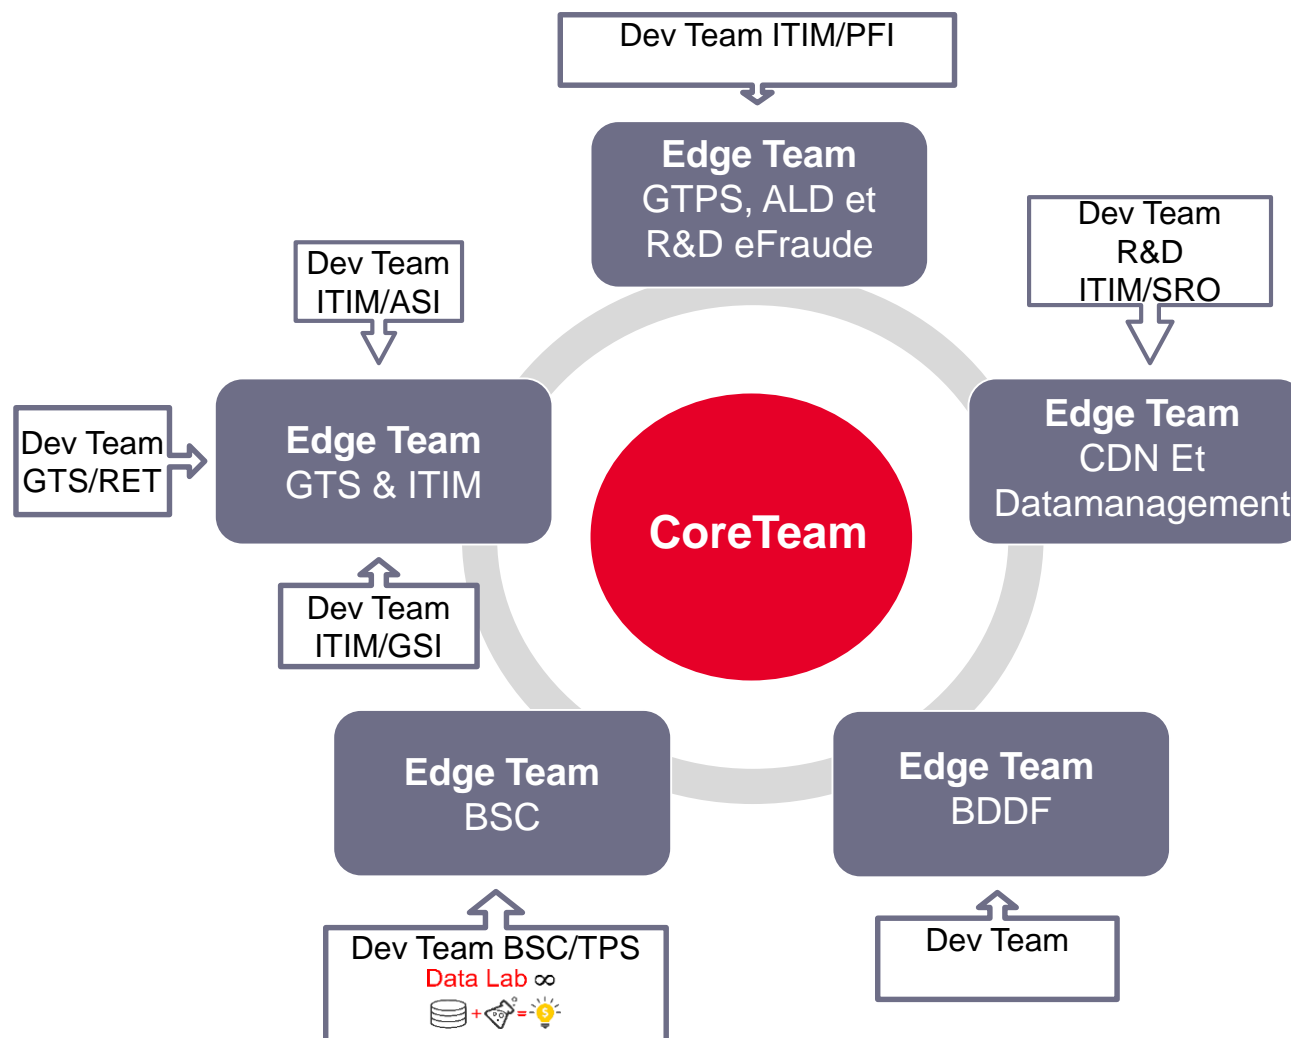 Dev Team ITIM/PFI
Edge Team
GTPS, ALD et
R&D eFraude
Dev Team
R&D
ITIM/SRO
Dev Team
ITIM/ASI
Edge Team
GTS & ITIM
Dev Team
GTS/RET
Edge Team
CDN Et
Datamanagement
CoreTeam
Dev Team
ITIM/GSI
Edge Team
BSC
Edge Team
BDDF
Dev Team BSC/TPS
Data Lab ∞
+ =
$
Dev Team